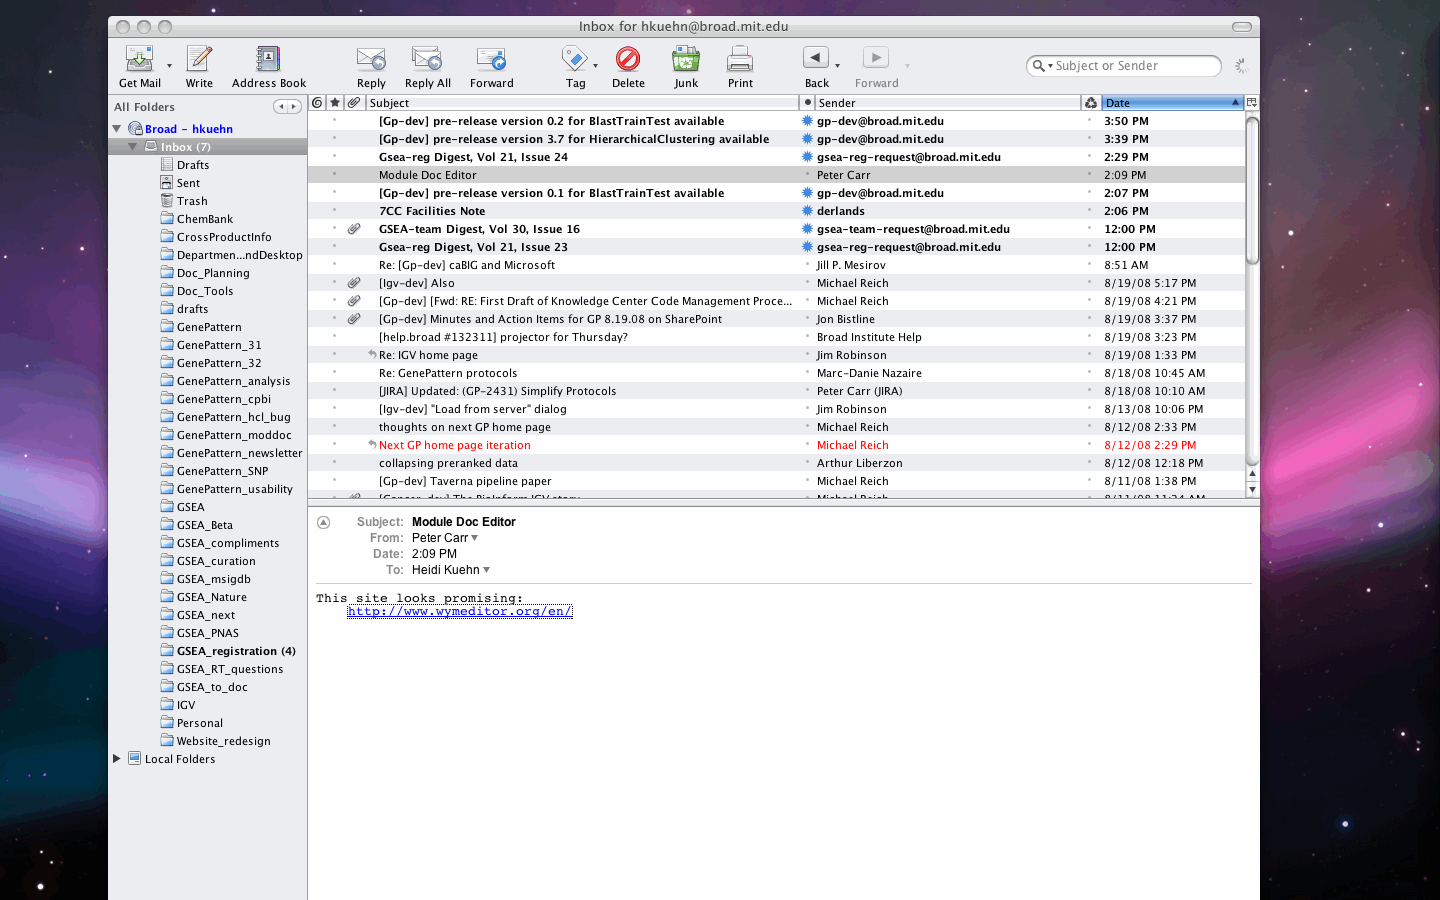 Inbox for hkuehn@broad.mit.edu
Get Mail Write Address Book Reply Reply All Forward Tag Delete Junk Print Back Forward Subject or Sender
All Folders
Subject Sender Date
Broad - hkuehn
Inbox (7)
Drafts
Sent
Trash
ChemBank
CrossProductInfo
Departmen...ndDesktop
Doc_Planning
Doc_Tools
drafts
GenePattern
GenePattern_31
GenePattern_32
GenePattern_analysis
GenePattern_cpbi
GenePattern_hcl_bug
GenePattern_moddoc
GenePattern_newsletter
GenePattern_SNP
GenePattern_usability
GSEA
GSEA_Beta
GSEA_compliments
GSEA_curation
GSEA_msigdb
GSEA_Nature
GSEA_next
GSEA_PNAS
GSEA_registration (4)
GSEA_RT_questions
GSEA_to_doc
IGV
Personal
Website_redesign
Local Folders
[Gp-dev] pre-release version 0.2 for BlastTrainTest available gp-dev@broad.mit.edu 3:50 PM
[Gp-dev] pre-release version 3.7 for HierarchicalClustering available gp-dev@broad.mit.edu 3:39 PM
Gsea-reg Digest, Vol 21, Issue 24 gsea-reg-request@broad.mit.edu 2:29 PM
Module Doc Editor Peter Carr 2:09 PM
[Gp-dev] pre-release version 0.1 for BlastTrainTest available gp-dev@broad.mit.edu 2:07 PM
7CC Facilities Note derlands 2:06 PM
GSEA-team Digest, Vol 30, Issue 16 gsea-team-request@broad.mit.edu 12:00 PM
Gsea-reg Digest, Vol 21, Issue 23 gsea-reg-request@broad.mit.edu 12:00 PM
Re: [Gp-dev] caBIG and Microsoft Jill P. Mesirov 8:51 AM
[Igv-dev] Also Michael Reich 8/19/08 5:17 PM
[Gp-dev] [Fwd: RE: First Draft of Knowledge Center Code Management Proce... Michael Reich 8/19/08 4:21 PM
[Gp-dev] Minutes and Action Items for GP 8.19.08 on SharePoint Jon Bistline 8/19/08 3:37 PM
[help.broad #132311] projector for Thursday? Broad Institute Help 8/19/08 3:23 PM
Re: IGV home page Jim Robinson 8/19/08 1:33 PM
Re: GenePattern protocols Marc-Danie Nazaire 8/18/08 10:45 AM
[JIRA] Updated: (GP-2431) Simplify Protocols Peter Carr (JIRA) 8/18/08 10:10 AM
[Igv-dev] "Load from server" dialog Jim Robinson 8/13/08 10:06 PM
thoughts on next GP home page Michael Reich 8/12/08 2:33 PM
Next GP home page iteration Michael Reich 8/12/08 2:29 PM
collapsing preranked data Arthur Liberzon 8/12/08 12:18 PM
[Gp-dev] Taverna pipeline paper Michael Reich 8/11/08 1:38 PM
[Cancer-dev] The BioInform IGV story Michael Reich 8/11/08 11:24 AM
Subject: Module Doc Editor
From: Peter Carr
Date: 2:09 PM
To: Heidi Kuehn
This site looks promising:
http://www.wymeditor.org/en/